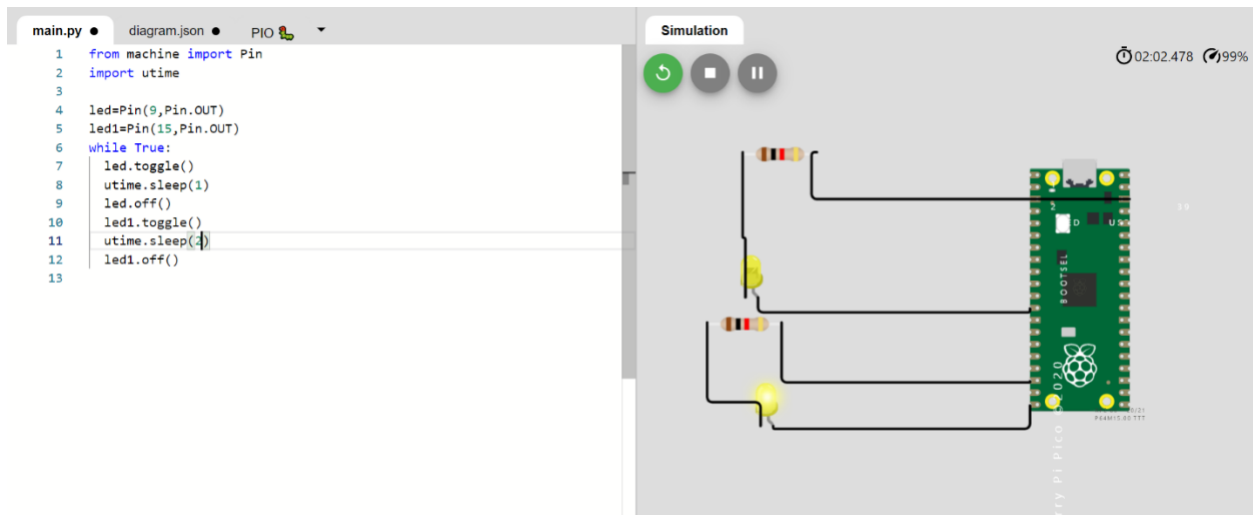 main.py ● diagram.json ● PIO
1 from machine import Pin
2 import utime
3
4 led=Pin(9,Pin.OUT)
5 led1=Pin(15,Pin.OUT)
6 while True:
7 led.toggle()
8 utime.sleep(1)
9 led.off()
10 led1.toggle()
11 utime.sleep(2)
12 led1.off()
13
Simulation
02:02.478 99%
BOOTSEL